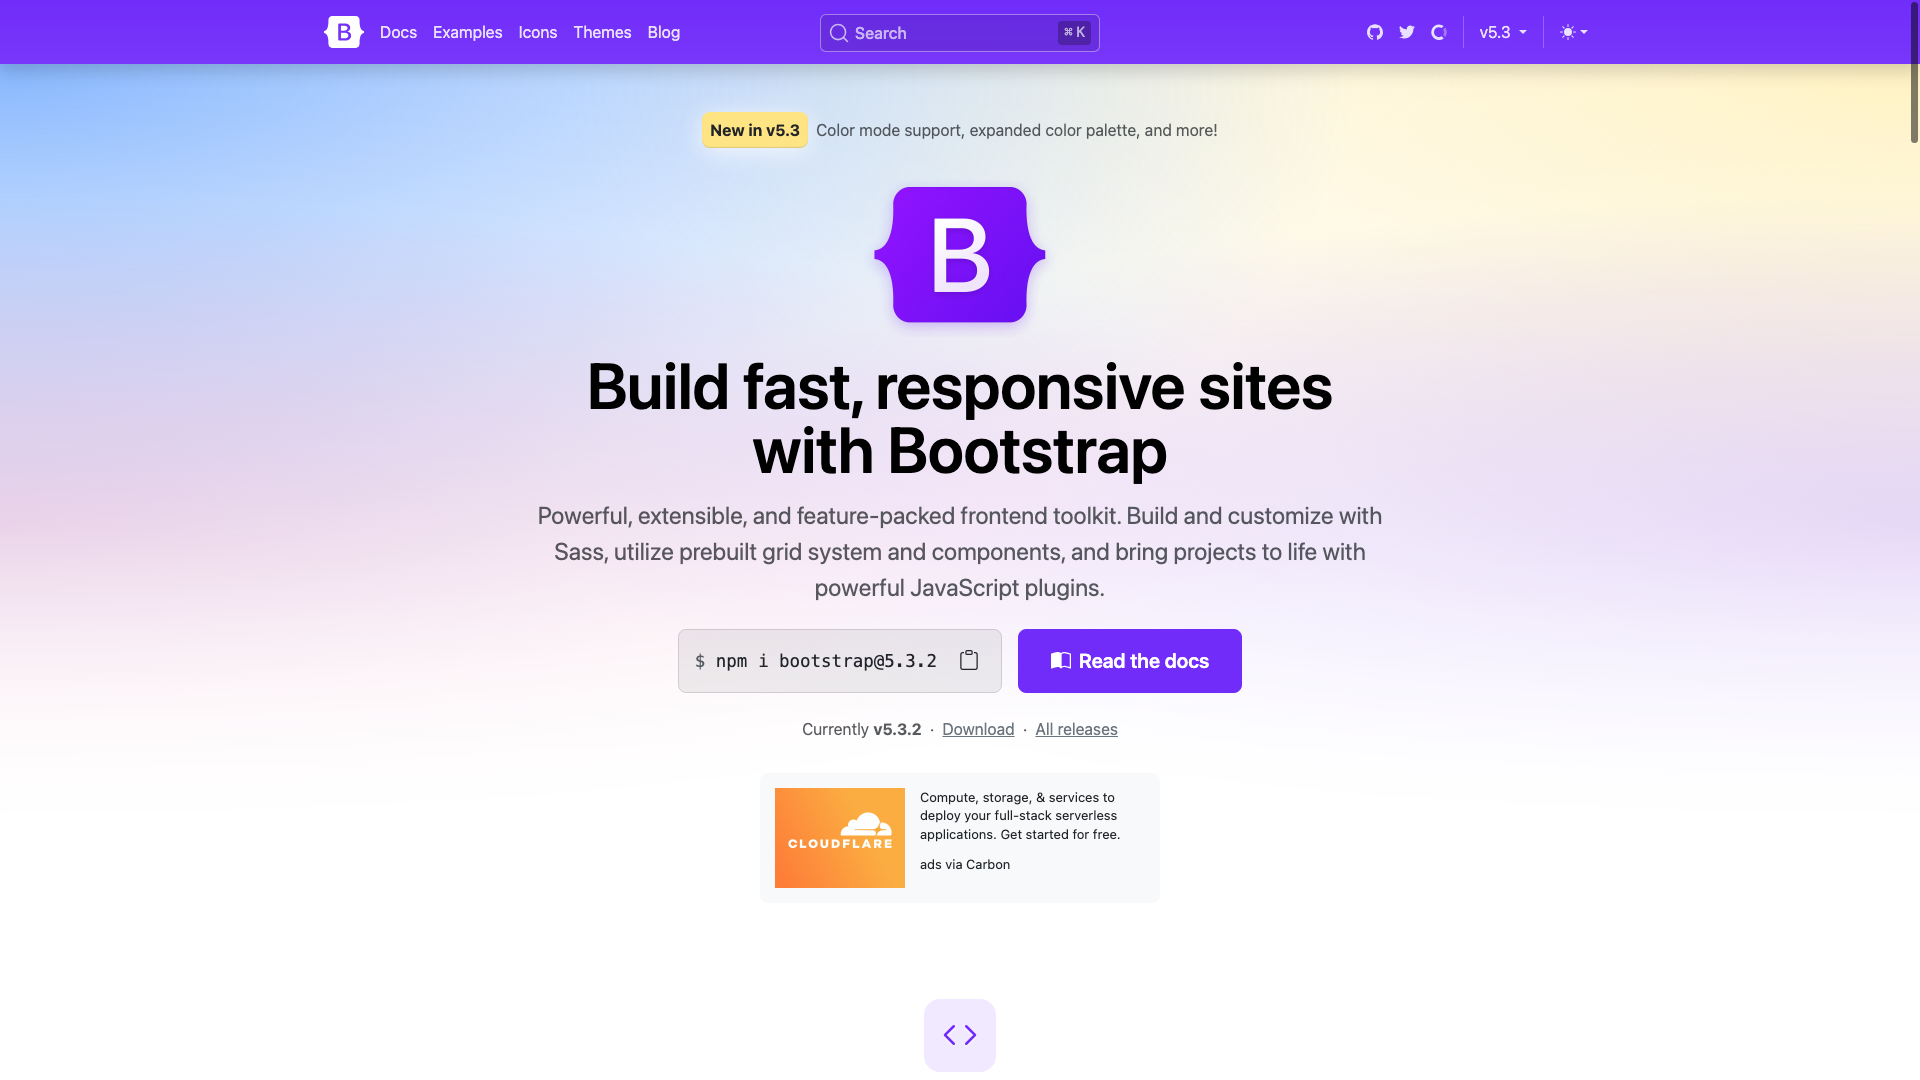 B
Docs
Examples
Icons
Themes
Blog
Search
⌘ K
v5.3
New in v5.3
Color mode support, expanded color palette, and more!
B
Build fast, responsive sites
with Bootstrap
Powerful, extensible, and feature-packed frontend toolkit. Build and customize with
Sass, utilize prebuilt grid system and components, and bring projects to life with
powerful JavaScript plugins.
$ npm i bootstrap@5.3.2
Read the docs
Currently v5.3.2 · Download · All releases
CLOUDFLARE
Compute, storage, & services to
deploy your full-stack serverless
applications. Get started for free.
ads via Carbon